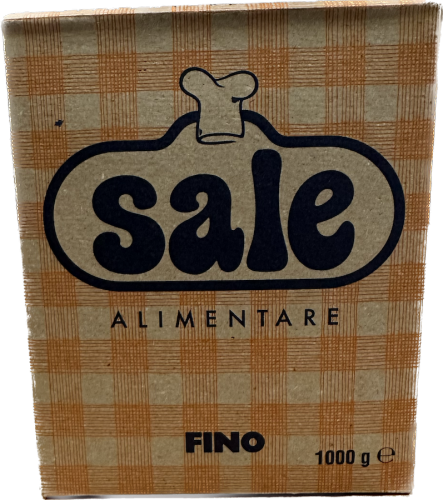 sale
ALIMENTARE
FINO
1000 g ℮